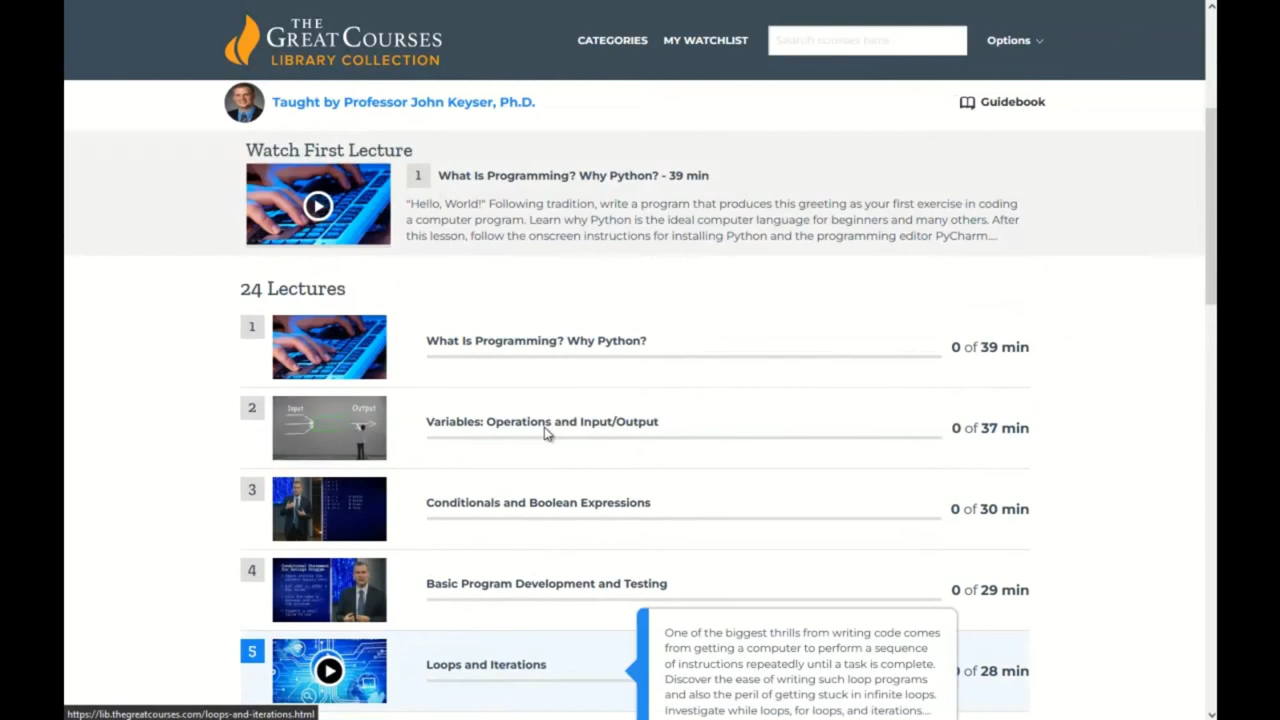 THE
GREAT COURSES
LIBRARY COLLECTION
CATEGORIES
MY WATCHLIST
Search courses here
Options
Taught by Professor John Keyser, Ph.D.
Guidebook
Watch First Lecture
1
What Is Programming? Why Python? - 39 min
"Hello, World!" Following tradition, write a program that produces this greeting as your first exercise in coding
a computer program. Learn why Python is the ideal computer language for beginners and many others. After
this lesson, follow the onscreen instructions for installing Python and the programming editor PyCharm....
24 Lectures
1
What Is Programming? Why Python?
0 of 39 min
2
Input
Output
Variables: Operations and Input/Output
0 of 37 min
3
Conditionals and Boolean Expressions
0 of 30 min
4
Basic Program Development and Testing
0 of 29 min
5
Loops and Iterations
One of the biggest thrills from writing code comes
from getting a computer to perform a sequence
of instructions repeatedly until a task is complete.
Discover the ease of writing such loop programs
and also the peril of getting stuck in infinite loops.
Investigate while loops, for loops, and iterations....
0 of 28 min
https://lib.thegreatcourses.com/loops-and-iterations.html